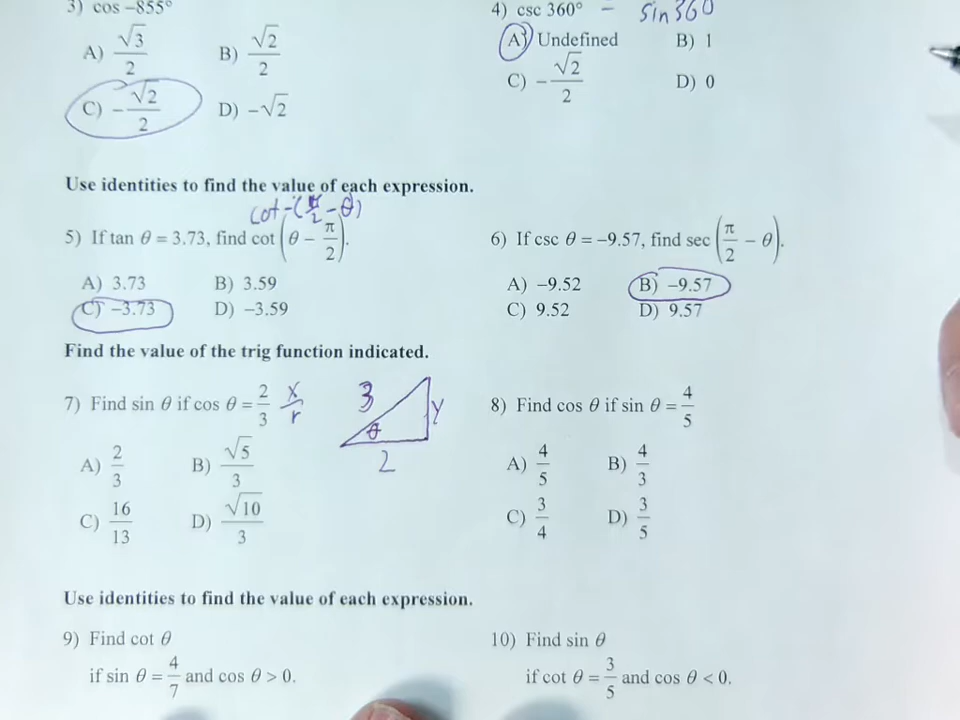 3) cos −855°
A) √3/2 B) √2/2
C) −√2/2 D) −√2
4) csc 360° − sin 360
A) Undefined B) 1
C) −√2/2 D) 0
Use identities to find the value of each expression.
cot -(π/2 - θ)
5) If tan θ = 3.73, find cot (θ − π/2).
A) 3.73 B) 3.59
C) −3.73 D) −3.59
6) If csc θ = −9.57, find sec (π/2 − θ).
A) −9.52 B) −9.57
C) 9.52 D) 9.57
Find the value of the trig function indicated.
7) Find sin θ if cos θ = 2/3 x/r
3 y
θ
2
A) 2/3 B) √5/3
C) 16/13 D) √10/3
8) Find cos θ if sin θ = 4/5
A) 4/5 B) 4/3
C) 3/4 D) 3/5
Use identities to find the value of each expression.
9) Find cot θ
if sin θ = 4/7 and cos θ > 0.
10) Find sin θ
if cot θ = 3/5 and cos θ < 0.